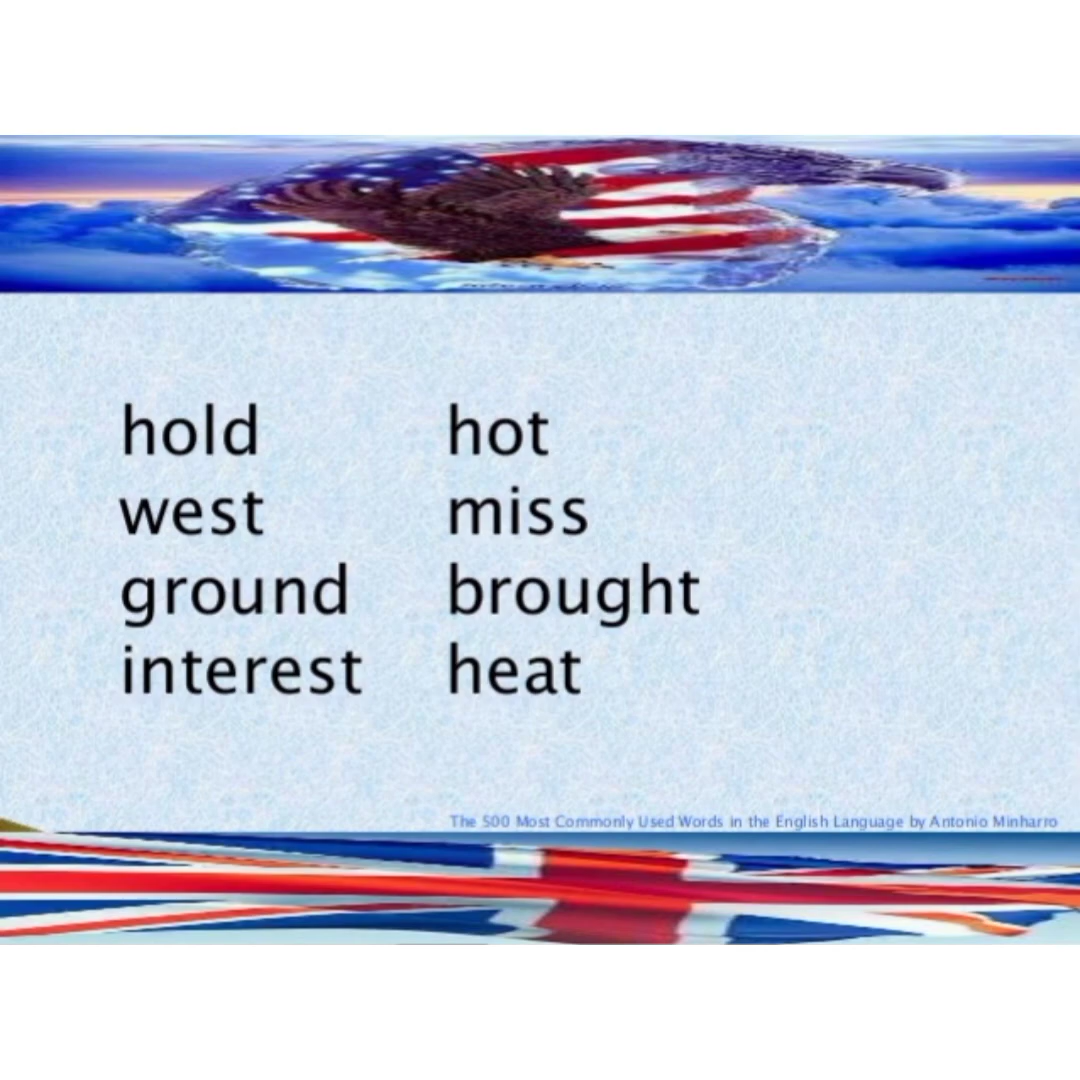 hold hot
west miss
ground brought
interest heat
The 500 Most Commonly Used Words in the English Language by Antonio Minharro